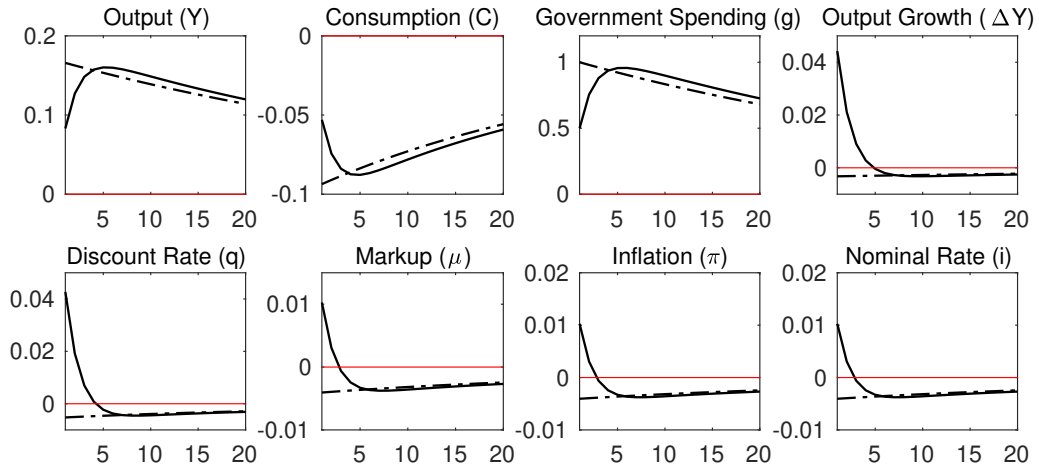 Output (Y)
0.2
0.1
0
5 10 15 20
Consumption (C)
0
-0.05
-0.1
5 10 15 20
Government Spending (g)
1
0.5
0
5 10 15 20
Output Growth ( ΔY)
0.04
0.02
0
5 10 15 20
Discount Rate (q)
0.04
0.02
0
5 10 15 20
Markup (μ)
0.01
0
-0.01
5 10 15 20
Inflation (π)
0.02
0.01
0
-0.01
5 10 15 20
Nominal Rate (i)
0.02
0.01
0
-0.01
5 10 15 20